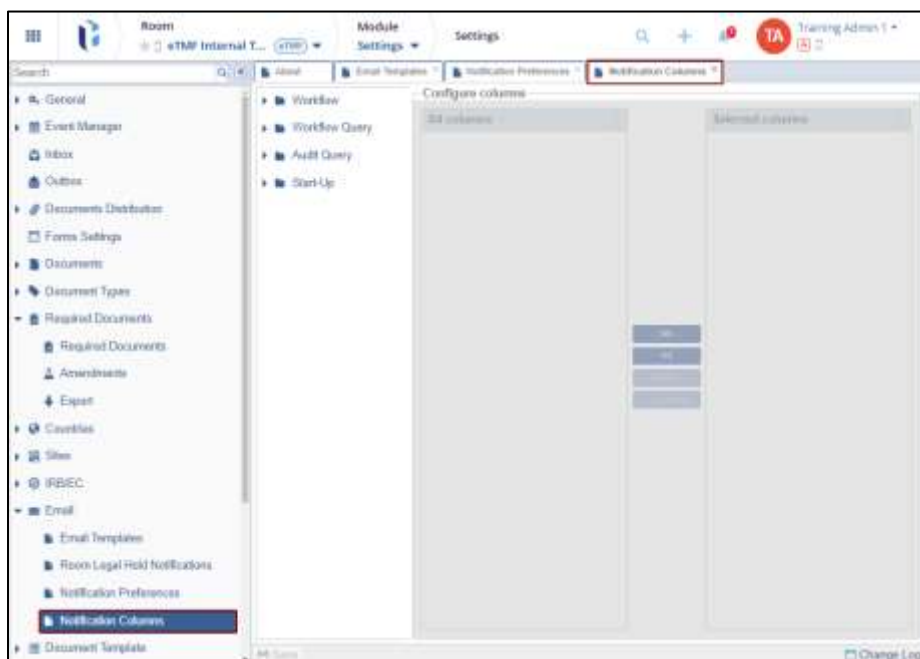 Room
Module
Settings
Training Admin 1
eTMF Internal T... eTMF
Settings
TA
Search
About
Email Templates
Notification Preferences
Notification Columns
General
Event Manager
Inbox
Outbox
Documents Distribution
Forms Settings
Documents
Document Types
Required Documents
Required Documents
Amendments
Export
Countries
Sites
IRB/EC
Email
Email Templates
Room Legal Hold Notifications
Notification Preferences
Notification Columns
Document Template
Workflow
Workflow Query
Audit Query
Start-Up
Configure columns
All columns
Selected columns
Save
Change Log